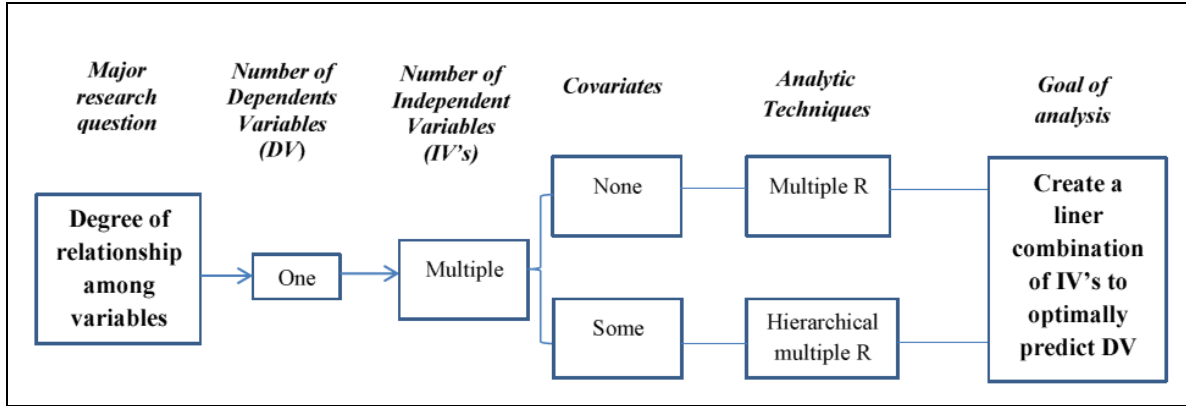 Major
research
question
Number of
Dependents
Variables
(DV)
Number of
Independent
Variables
(IV's)
Covariates
Analytic
Techniques
Goal of
analysis
Degree of
relationship
among
variables
One
Multiple
None
Some
Multiple R
Hierarchical
multiple R
Create a
liner
combination
of IV's to
optimally
predict DV